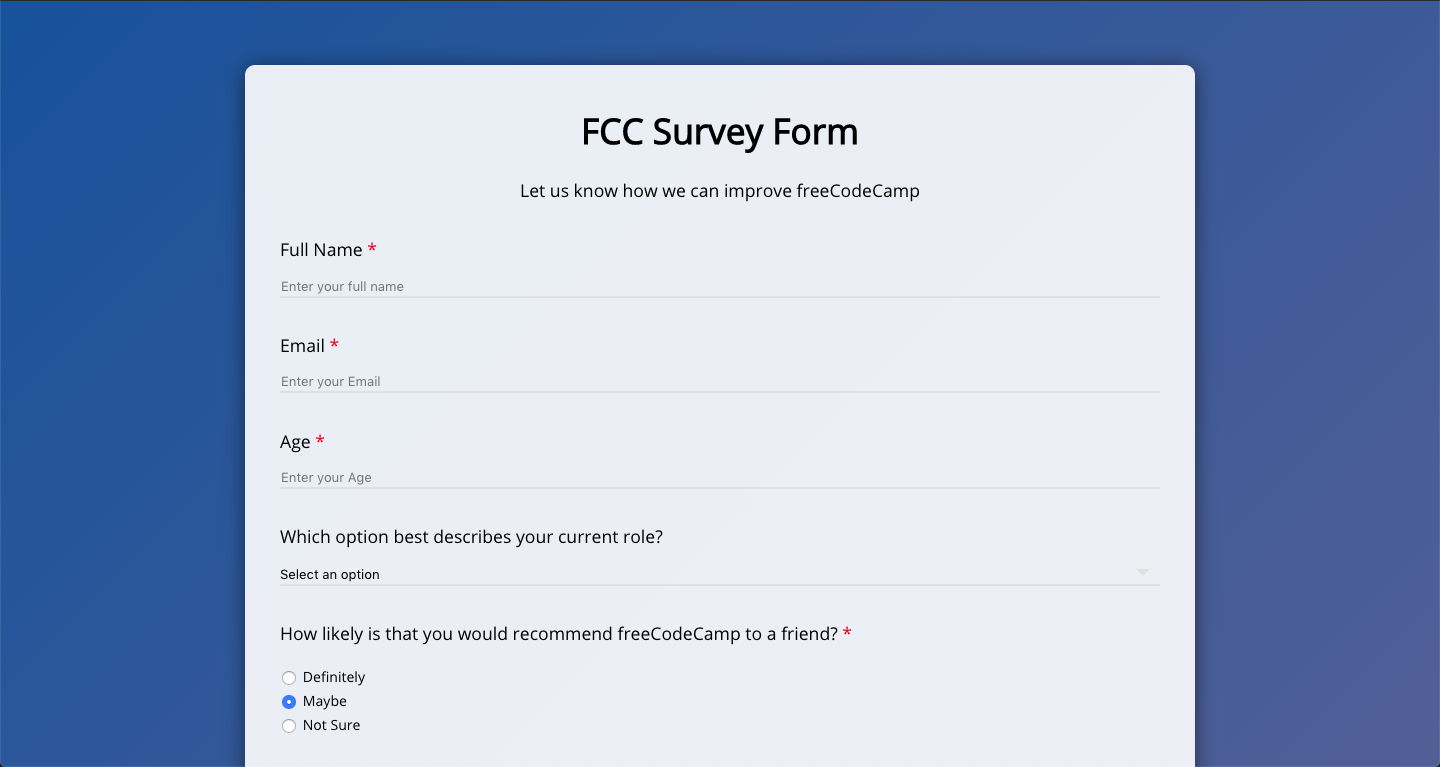 FCC Survey Form
Let us know how we can improve freeCodeCamp
Full Name *
Enter your full name
Email *
Enter your Email
Age *
Enter your Age
Which option best describes your current role?
Select an option
How likely is that you would recommend freeCodeCamp to a friend? *
Definitely
Maybe
Not Sure